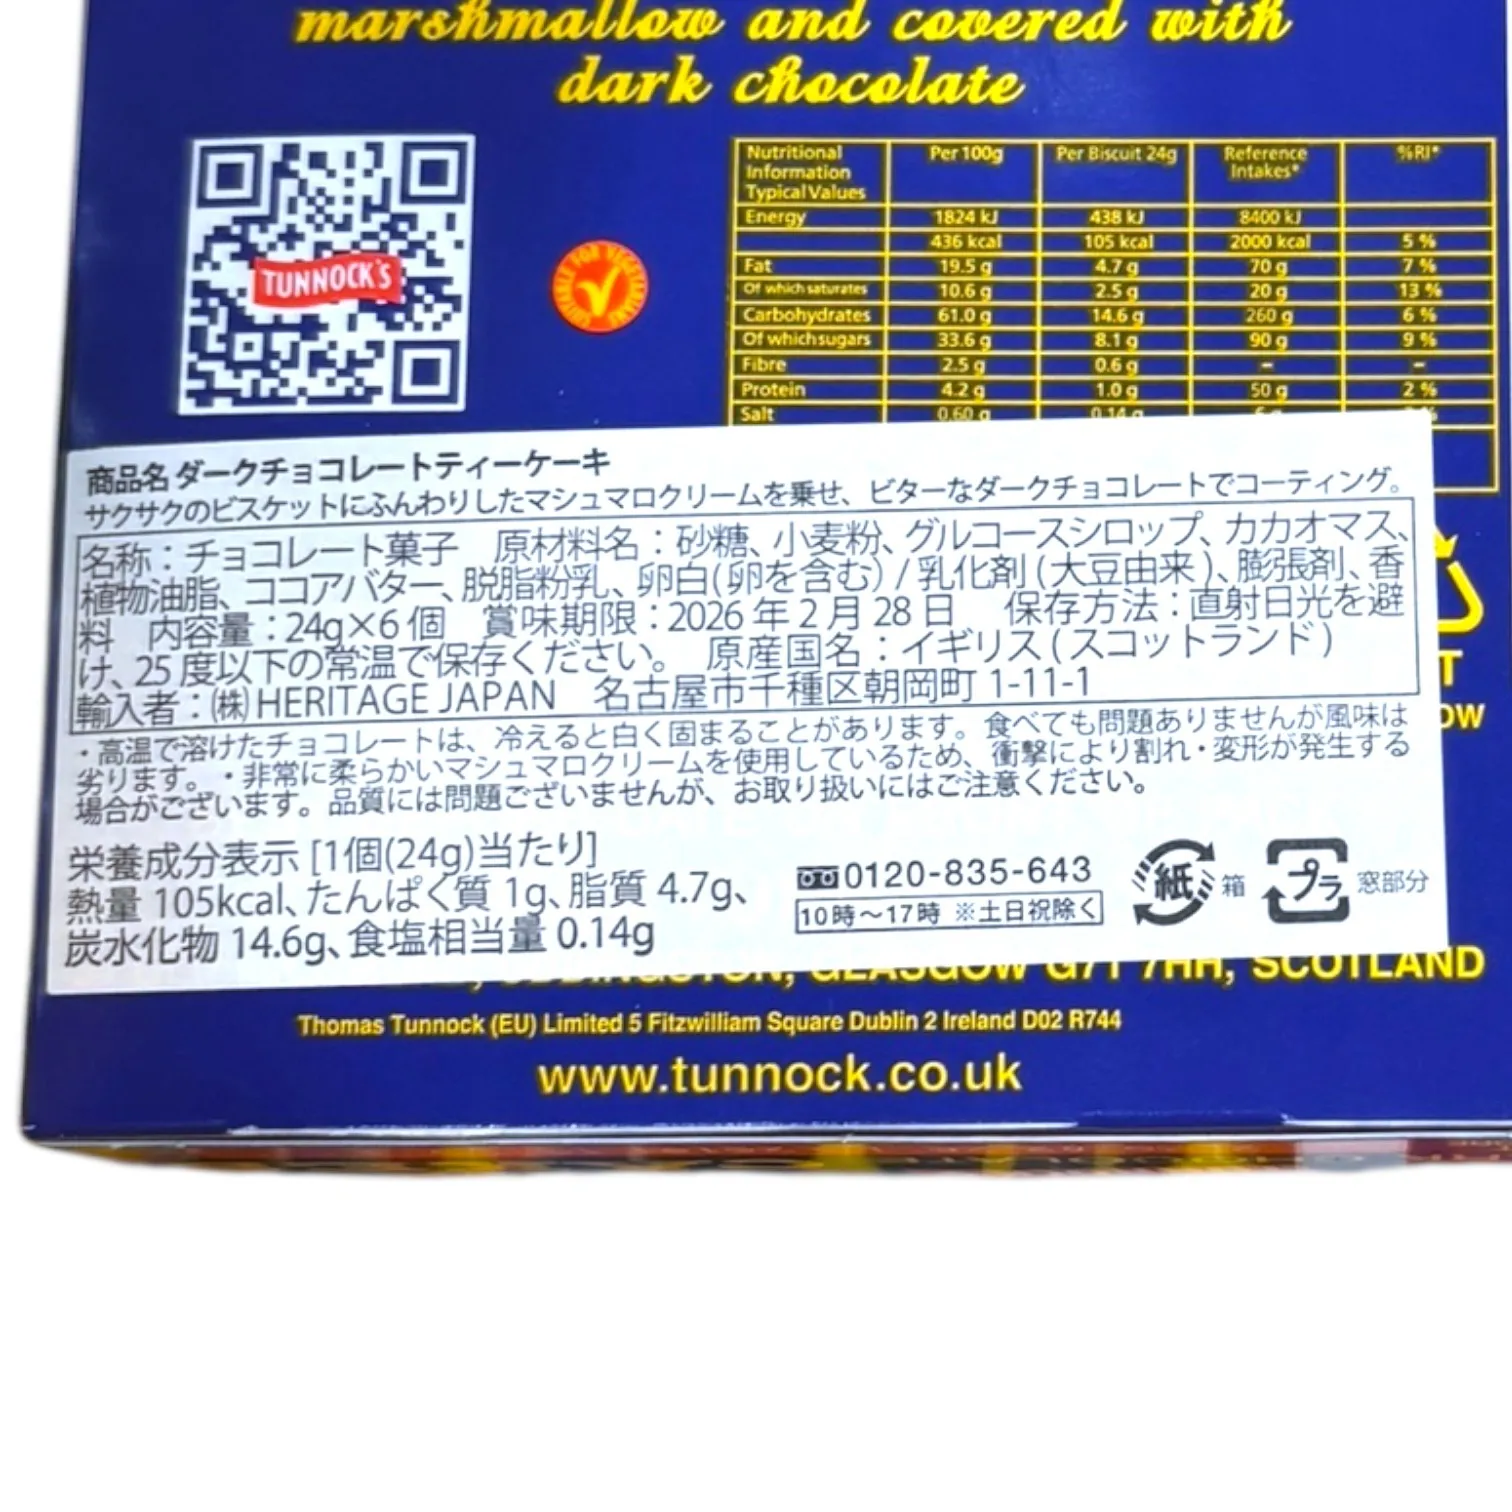 marshmallow and covered with
dark chocolate
TUNNOCK'S
SUITABLE FOR VEGETARIANS
Nutritional Information Typical Values Per 100g Per Biscuit 24g Reference Intakes* %RI*
Energy 1824 kJ 438 kJ 8400 kJ
436 kcal 105 kcal 2000 kcal 5 %
Fat 19.5 g 4.7 g 70 g 7 %
Of which saturates 10.6 g 2.5 g 20 g 13 %
Carbohydrates 61.0 g 14.6 g 260 g 6 %
Of which sugars 33.6 g 8.1 g 90 g 9 %
Fibre 2.5 g 0.6 g – –
Protein 4.2 g 1.0 g 50 g 2 %
Salt 0.60 g 0.14 g
商品名 ダークチョコレートティーケーキ
サクサクのビスケットにふんわりしたマシュマロクリームを乗せ、ビターなダークチョコレートでコーティング。
名称：チョコレート菓子　原材料名：砂糖、小麦粉、グルコースシロップ、カカオマス、
植物油脂、ココアバター、脱脂粉乳、卵白(卵を含む) / 乳化剤 (大豆由来)、膨張剤、香
料　内容量：24g×6個　賞味期限：2026年2月28日　保存方法：直射日光を避
け、25度以下の常温で保存ください。　原産国名：イギリス(スコットランド)
輸入者：㈱HERITAGE JAPAN　名古屋市千種区朝岡町 1-11-1
・高温で溶けたチョコレートは、冷えると白く固まることがあります。食べても問題ありませんが風味は
劣ります。・非常に柔らかいマシュマロクリームを使用しているため、衝撃により割れ・変形が発生する
場合がございます。品質には問題ございませんが、お取り扱いにはご注意ください。
栄養成分表示 [1個(24g)当たり]
熱量 105kcal、たんぱく質 1g、脂質 4.7g、
炭水化物 14.6g、食塩相当量 0.14g
0120-835-643
10時～17時 ※土日祝除く
紙 箱 プラ 窓部分
GLASGOW G71 7HH, SCOTLAND
Thomas Tunnock (EU) Limited 5 Fitzwilliam Square Dublin 2 Ireland D02 R744
www.tunnock.co.uk